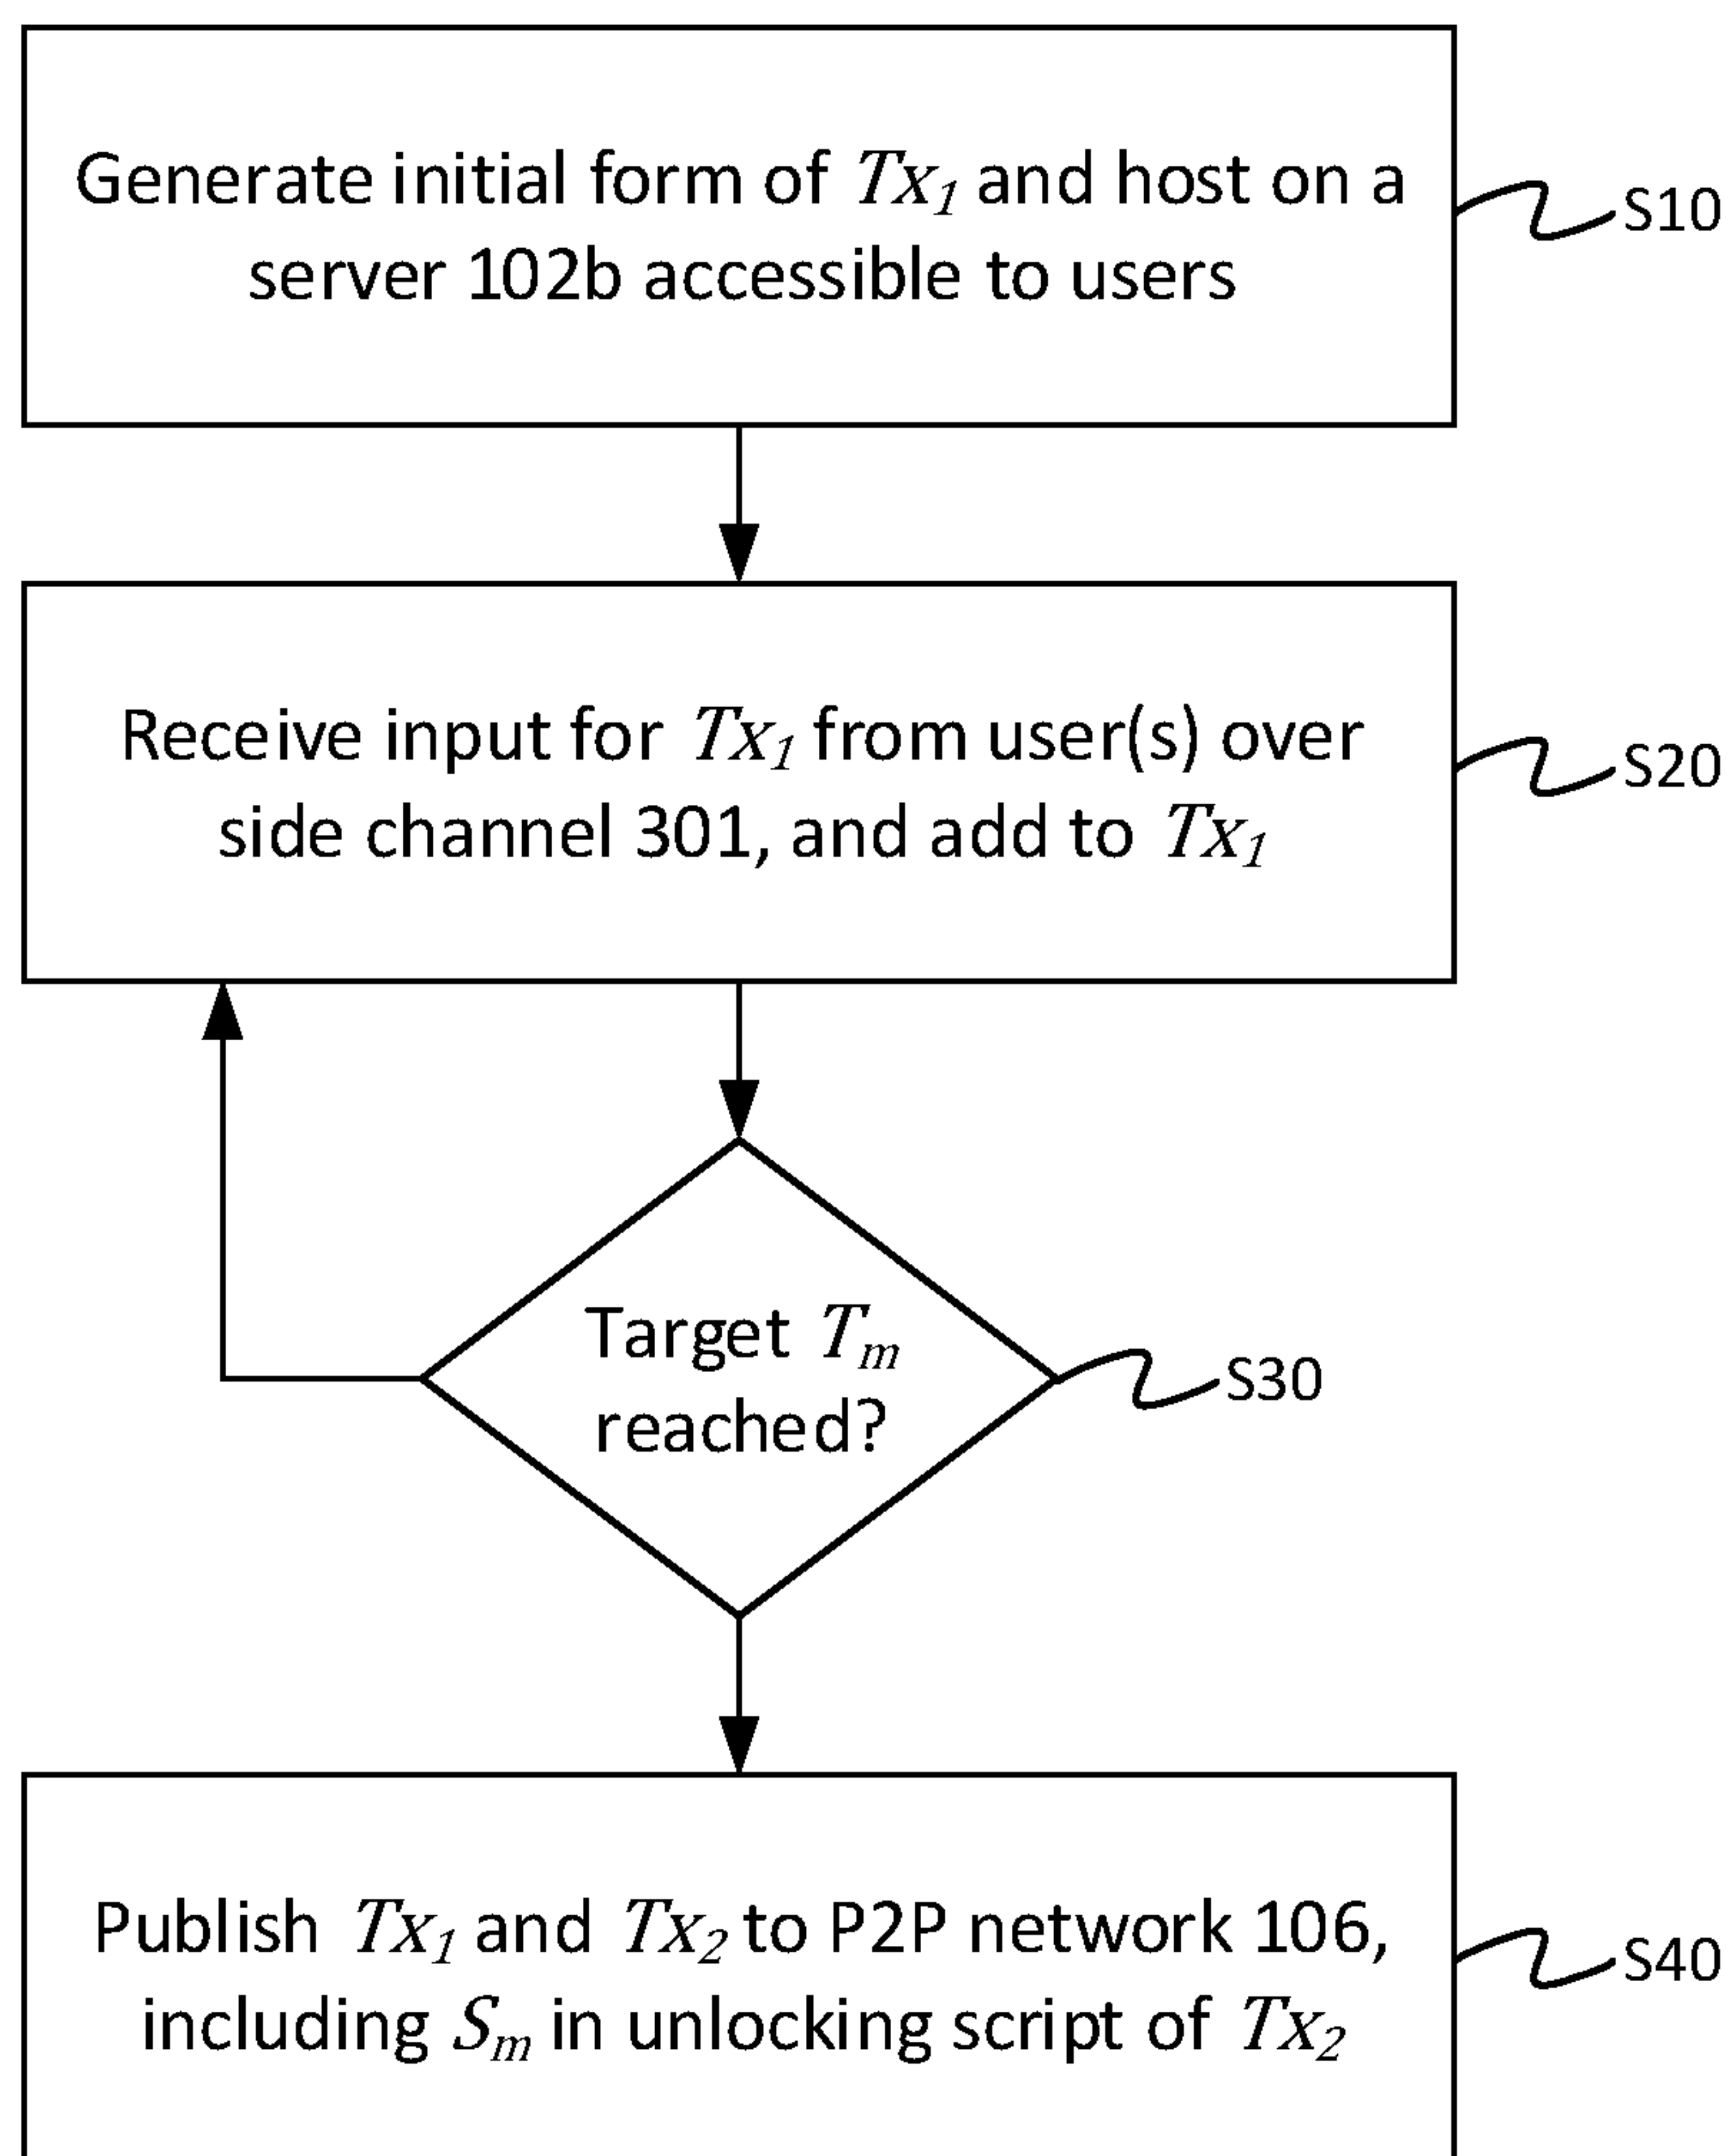 Generate initial form of Tx₁ and host on a
server 102b accessible to users
S10
Receive input for Tx₁ from user(s) over
side channel 301, and add to Tx₁
S20
Target Tₘ
reached?
S30
Publish Tx₁ and Tx₂ to P2P network 106,
including Sₘ in unlocking script of Tx₂
S40